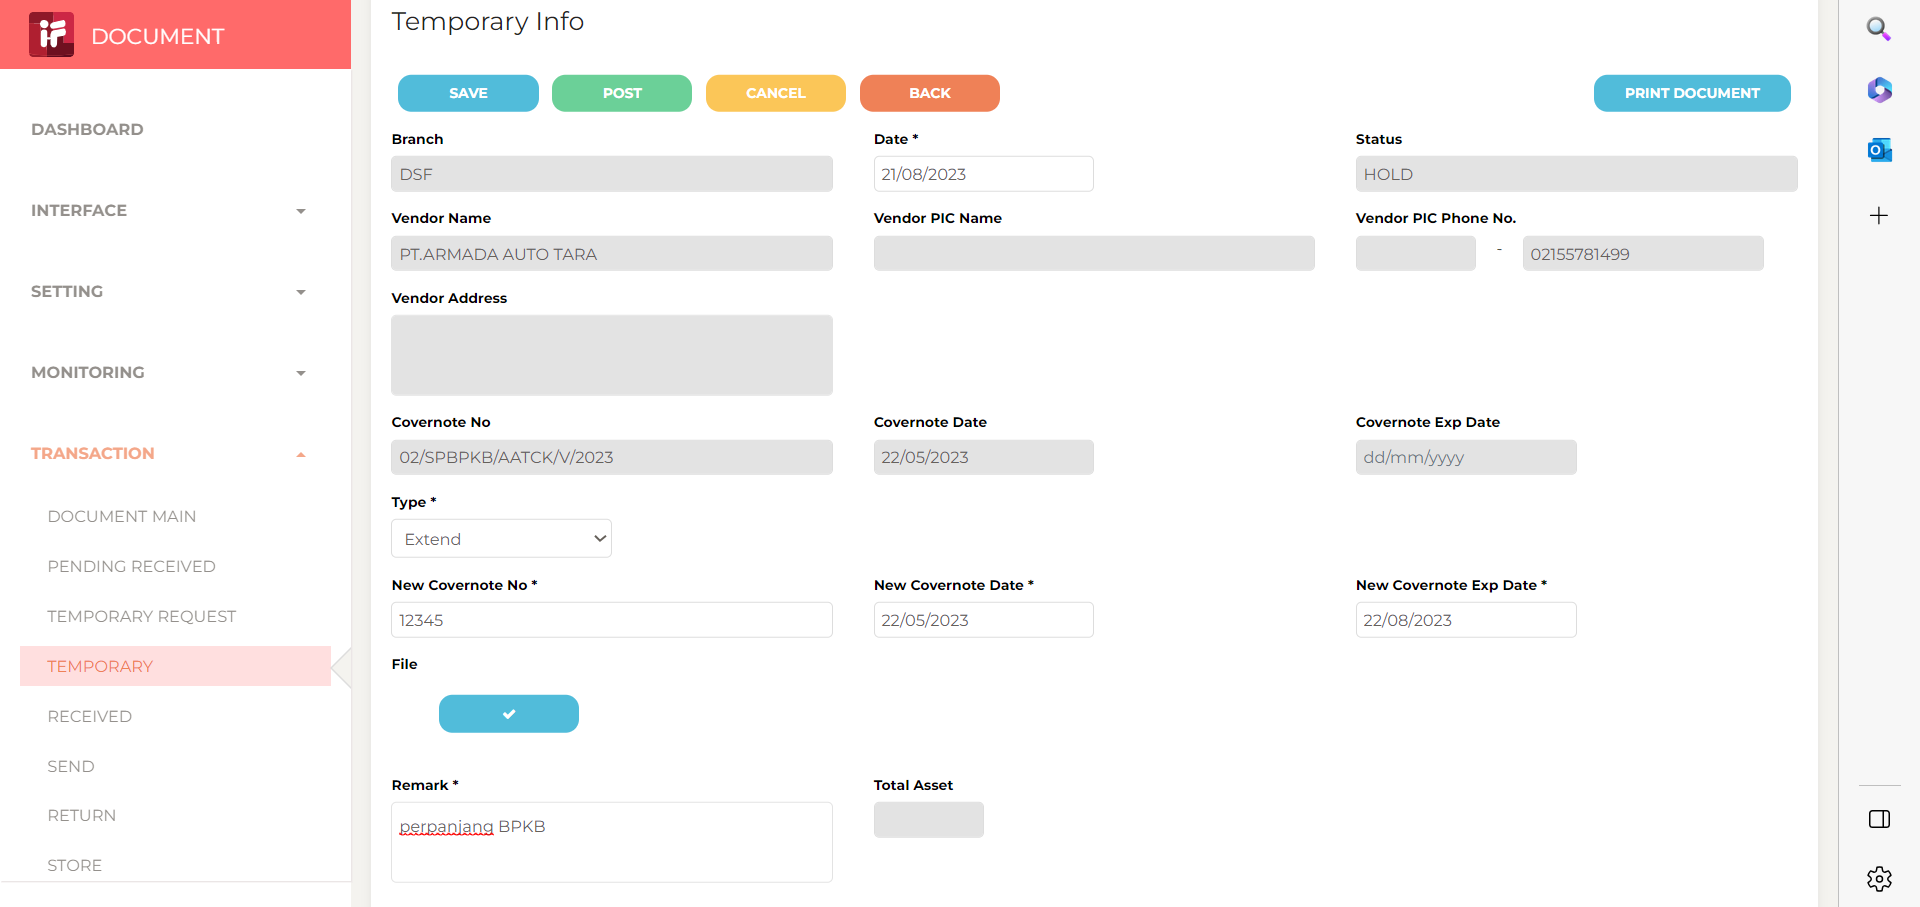 iF DOCUMENT
DASHBOARD
INTERFACE
SETTING
MONITORING
TRANSACTION
DOCUMENT MAIN
PENDING RECEIVED
TEMPORARY REQUEST
TEMPORARY
RECEIVED
SEND
RETURN
STORE
Temporary Info
SAVE POST CANCEL BACK PRINT DOCUMENT
Branch Date * Status
DSF 21/08/2023 HOLD
Vendor Name Vendor PIC Name Vendor PIC Phone No.
PT.ARMADA AUTO TARA - 02155781499
Vendor Address
Covernote No Covernote Date Covernote Exp Date
02/SPBPKB/AATCK/V/2023 22/05/2023 dd/mm/yyyy
Type *
Extend
New Covernote No * New Covernote Date * New Covernote Exp Date *
12345 22/05/2023 22/08/2023
File
Remark * Total Asset
perpanjang BPKB